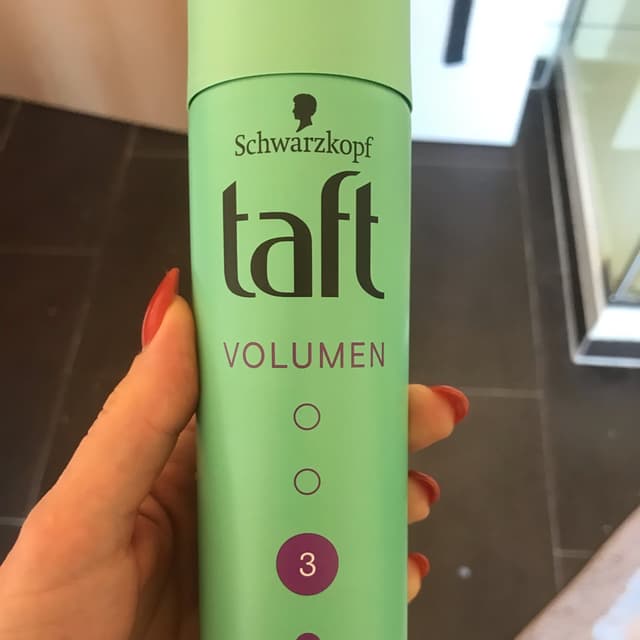 Schwarzkopf
taft
VOLUMEN
3